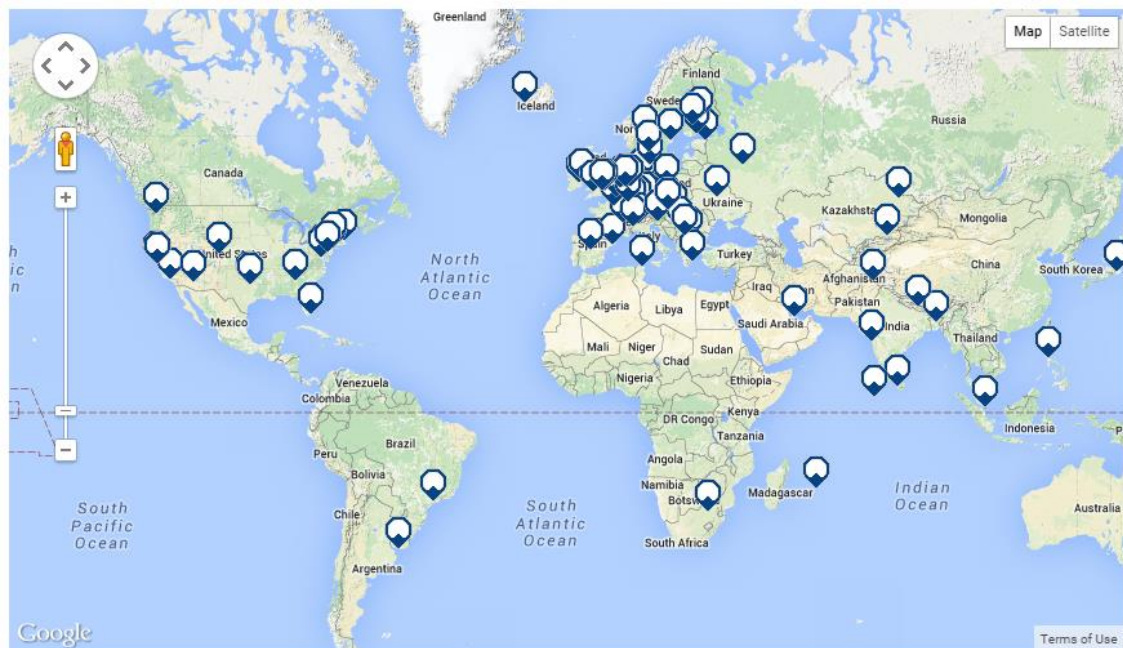 Greenland
Map
Satellite
Iceland
Finland
Sweden
Russia
Canada
Ukraine
Kazakhstan
Mongolia
United States
Spain
Italy
Turkey
China
South Korea
North
Atlantic
Ocean
Afghanistan
Iraq
Algeria
Libya
Egypt
Pakistan
Saudi Arabia
India
Mexico
Mali
Niger
Chad
Sudan
Thailand
Nigeria
Ethiopia
Venezuela
Colombia
DR Congo
Kenya
Indonesia
Tanzania
Brazil
Peru
Angola
Bolivia
Namibia
Madagascar
Indian
Ocean
South
Pacific
Ocean
Chile
South
Atlantic
Ocean
Australia
South Africa
Argentina
Google
Terms of Use